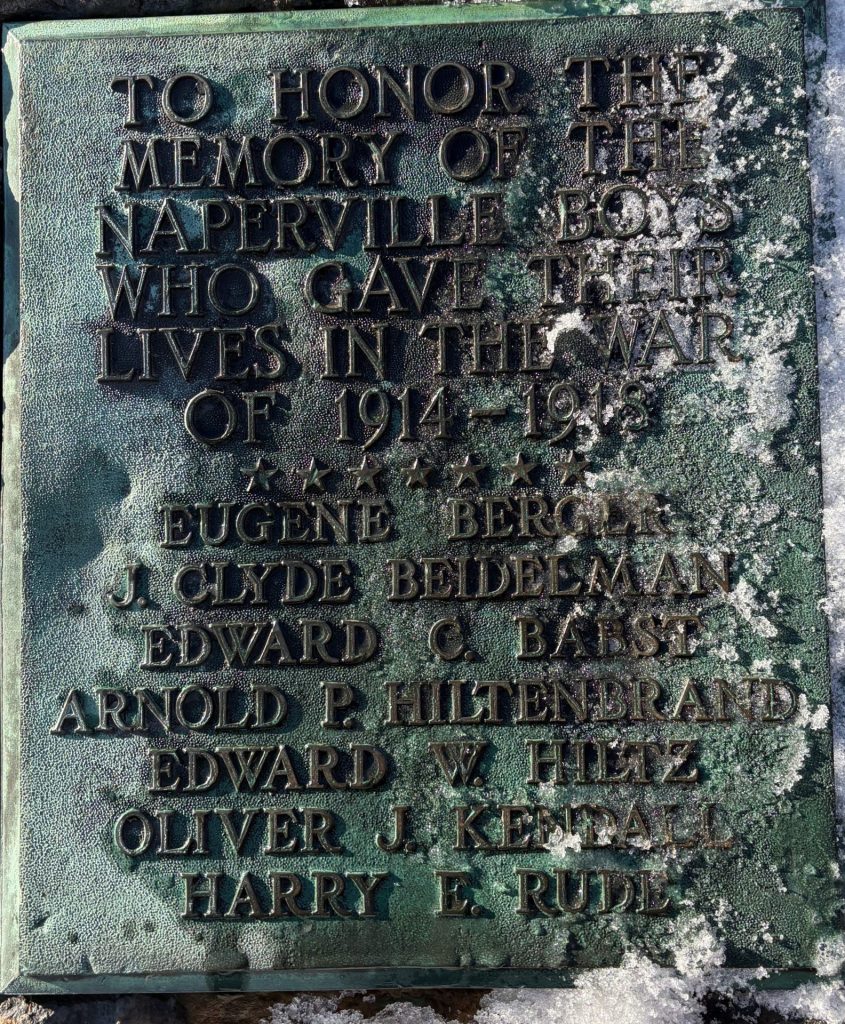 TO HONOR THE
MEMORY OF THE
NAPERVILLE BOYS
WHO GAVE THEIR
LIVES IN THE WAR
OF 1914-1918
EUGENE BERGER
J. CLYDE BEIDELMAN
EDWARD C. BABST
ARNOLD P. HILTENBRAND
EDWARD W. HILTZ
OLIVER J. KENDALL
HARRY E. RUDE